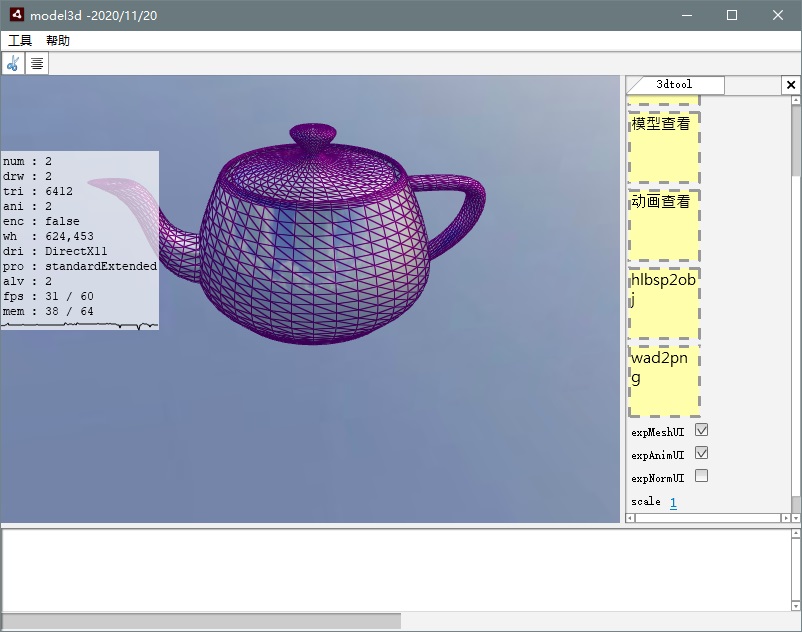 model3d -2020/11/20
工具 帮助
num : 2
drw : 2
tri : 6412
ani : 2
enc : false
wh  : 624,453
dri : DirectX11
pro : standardExtended
alv : 2
fps : 31 / 60
mem : 38 / 64
3dtool
模型查看
动画查看
hlbsp2ob
j
wad2pn
g
expMeshUI
expAnimUI
expNormUI
scale 1